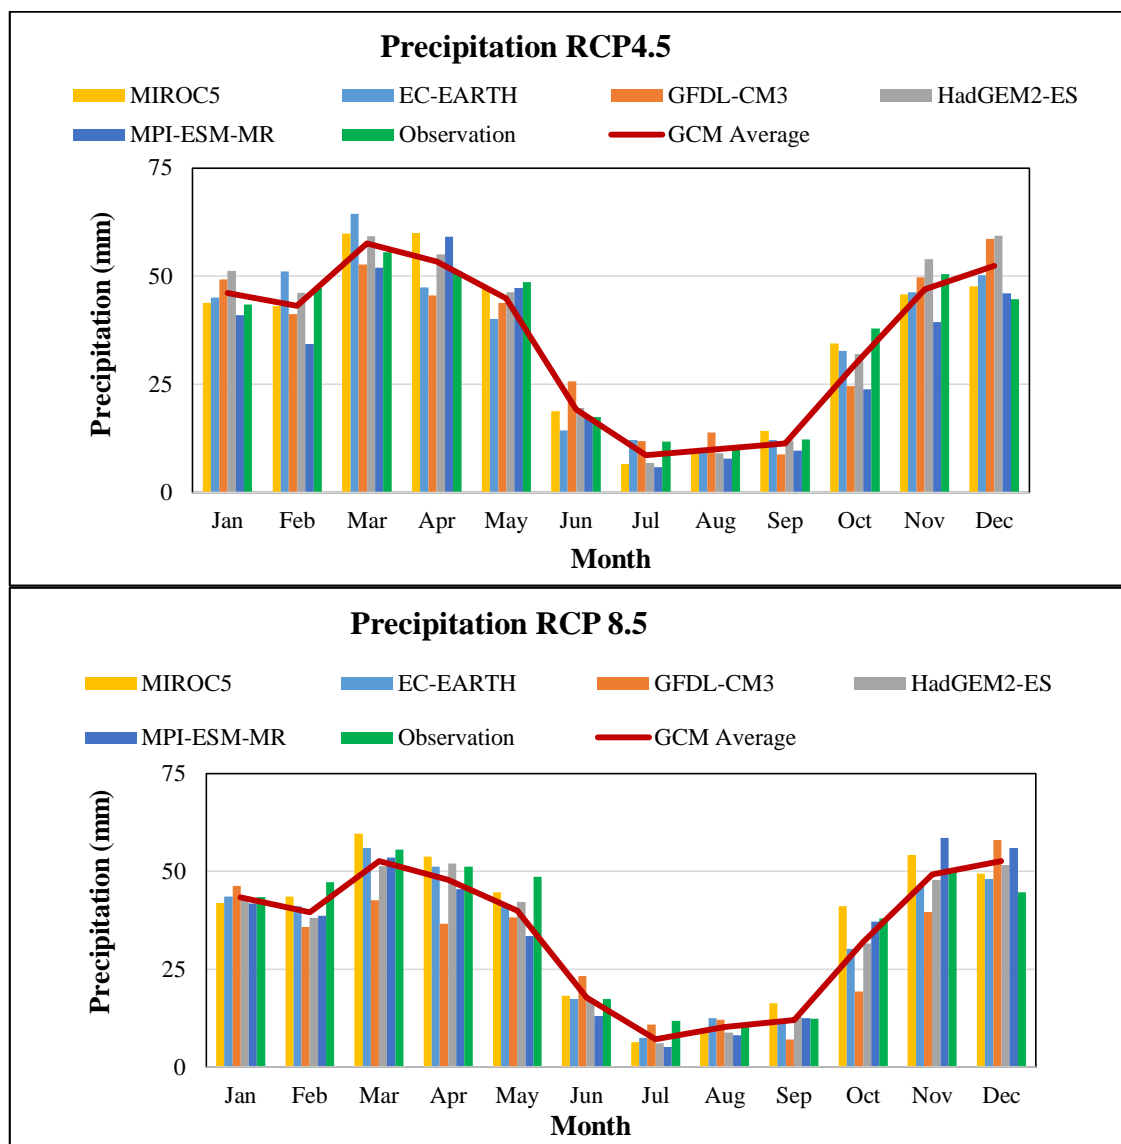 Precipitation RCP4.5
MIROC5 EC-EARTH GFDL-CM3 HadGEM2-ES
MPI-ESM-MR Observation GCM Average
75
50
25
0
Precipitation (mm)
Jan Feb Mar Apr May Jun Jul Aug Sep Oct Nov Dec
Month
Precipitation RCP 8.5
MIROC5 EC-EARTH GFDL-CM3 HadGEM2-ES
MPI-ESM-MR Observation GCM Average
75
50
25
0
Precipitation (mm)
Jan Feb Mar Apr May Jun Jul Aug Sep Oct Nov Dec
Month